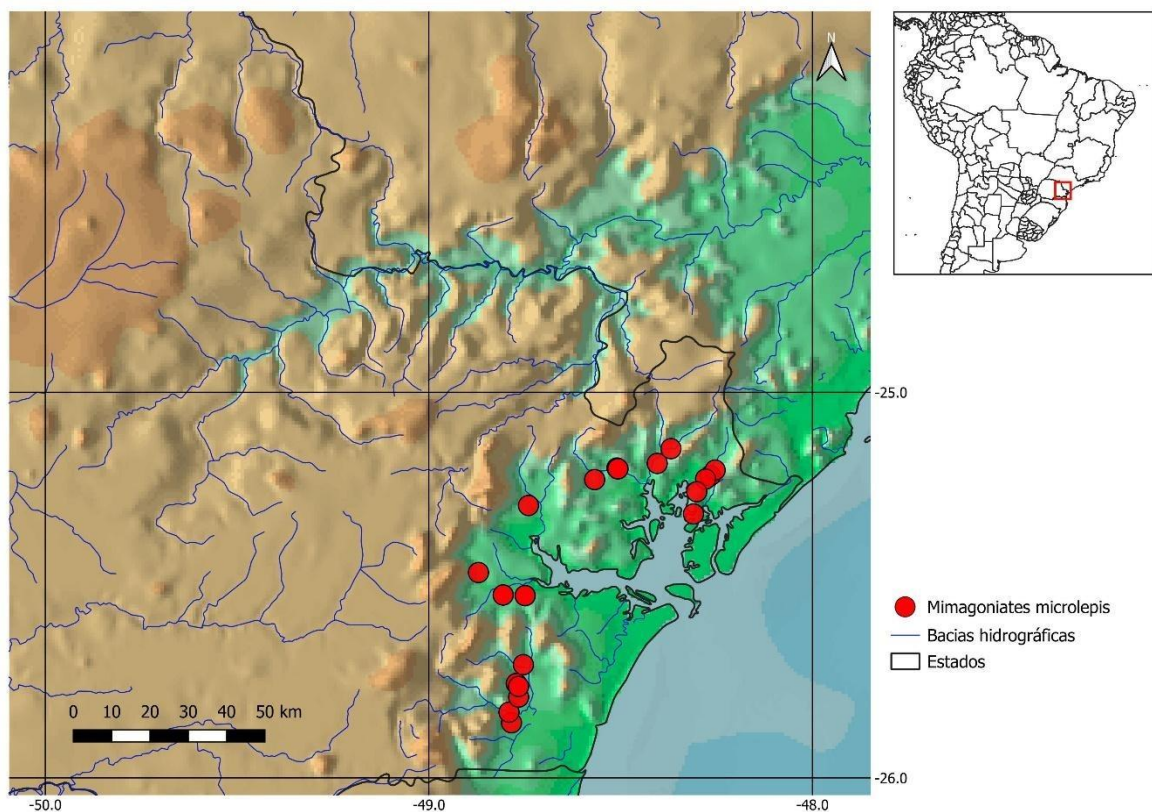 N
-25.0
Mimagoniates microlepis
Bacias hidrográficas
Estados
0 10 20 30 40 50 km
-26.0
-50.0 -49.0 -48.0